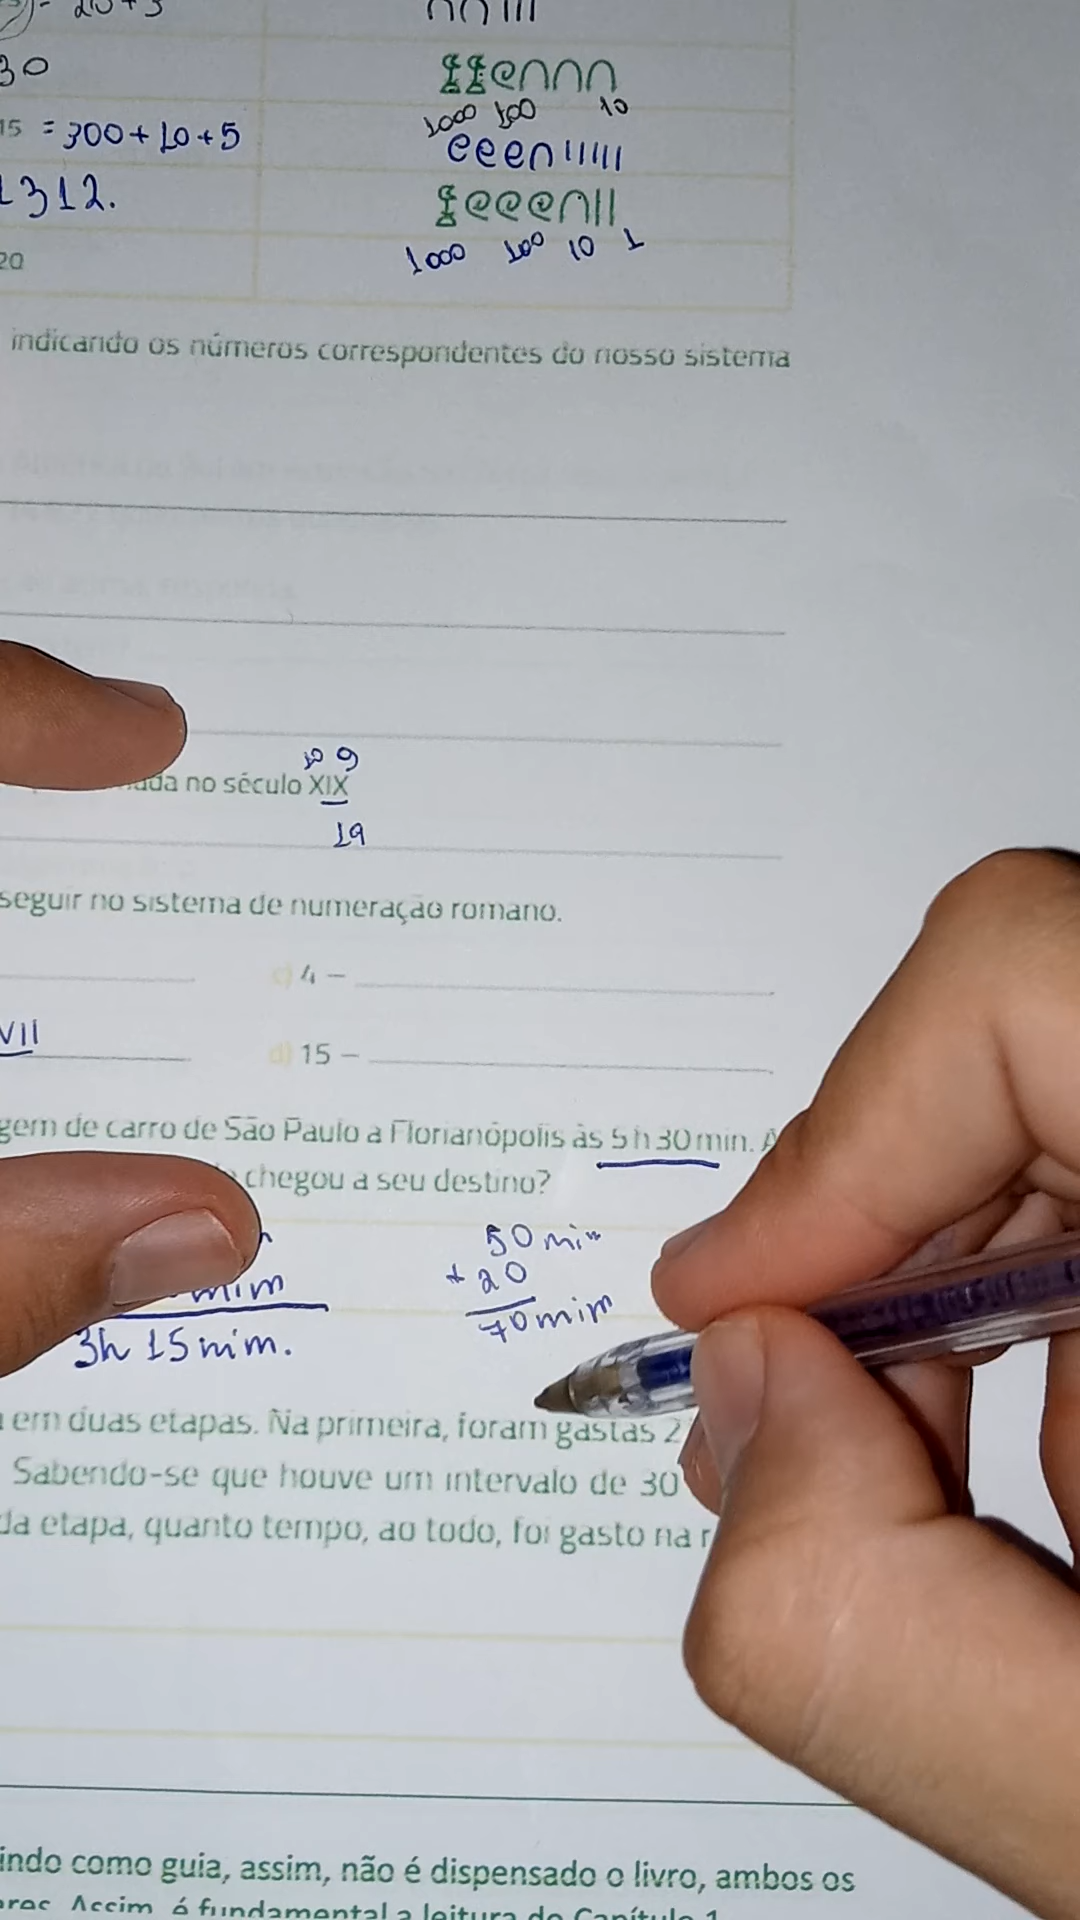 30
15 = 300+10+5
1000 100 10
1312.
1000 100 10 1
20
indicando os números correspondentes do nosso sistema
10 9
no século XIX
19
seguir no sistema de numeração romano.
c) 4 –
VII
d) 15 –
gem de carro de São Paulo a Florianópolis às 5 h 30 min. A
chegou a seu destino?
50 min
+ 20
mim
70 mim
3h 15 mim.
em duas etapas. Na primeira, foram gastas 2
Sabendo-se que houve um intervalo de 30
da etapa, quanto tempo, ao todo, foi gasto na
indo como guia, assim, não é dispensado o livro, ambos os
Assim, é fundamental a leitura do Capítulo 1